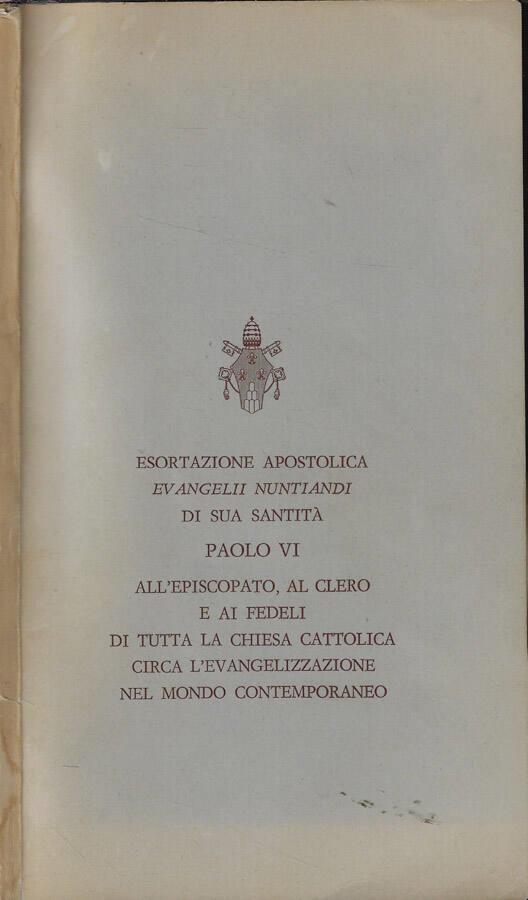 ESORTAZIONE APOSTOLICA
EVANGELII NUNTIANDI
DI SUA SANTITÀ
PAOLO VI
ALL'EPISCOPATO, AL CLERO
E AI FEDELI
DI TUTTA LA CHIESA CATTOLICA
CIRCA L'EVANGELIZZAZIONE
NEL MONDO CONTEMPORANEO